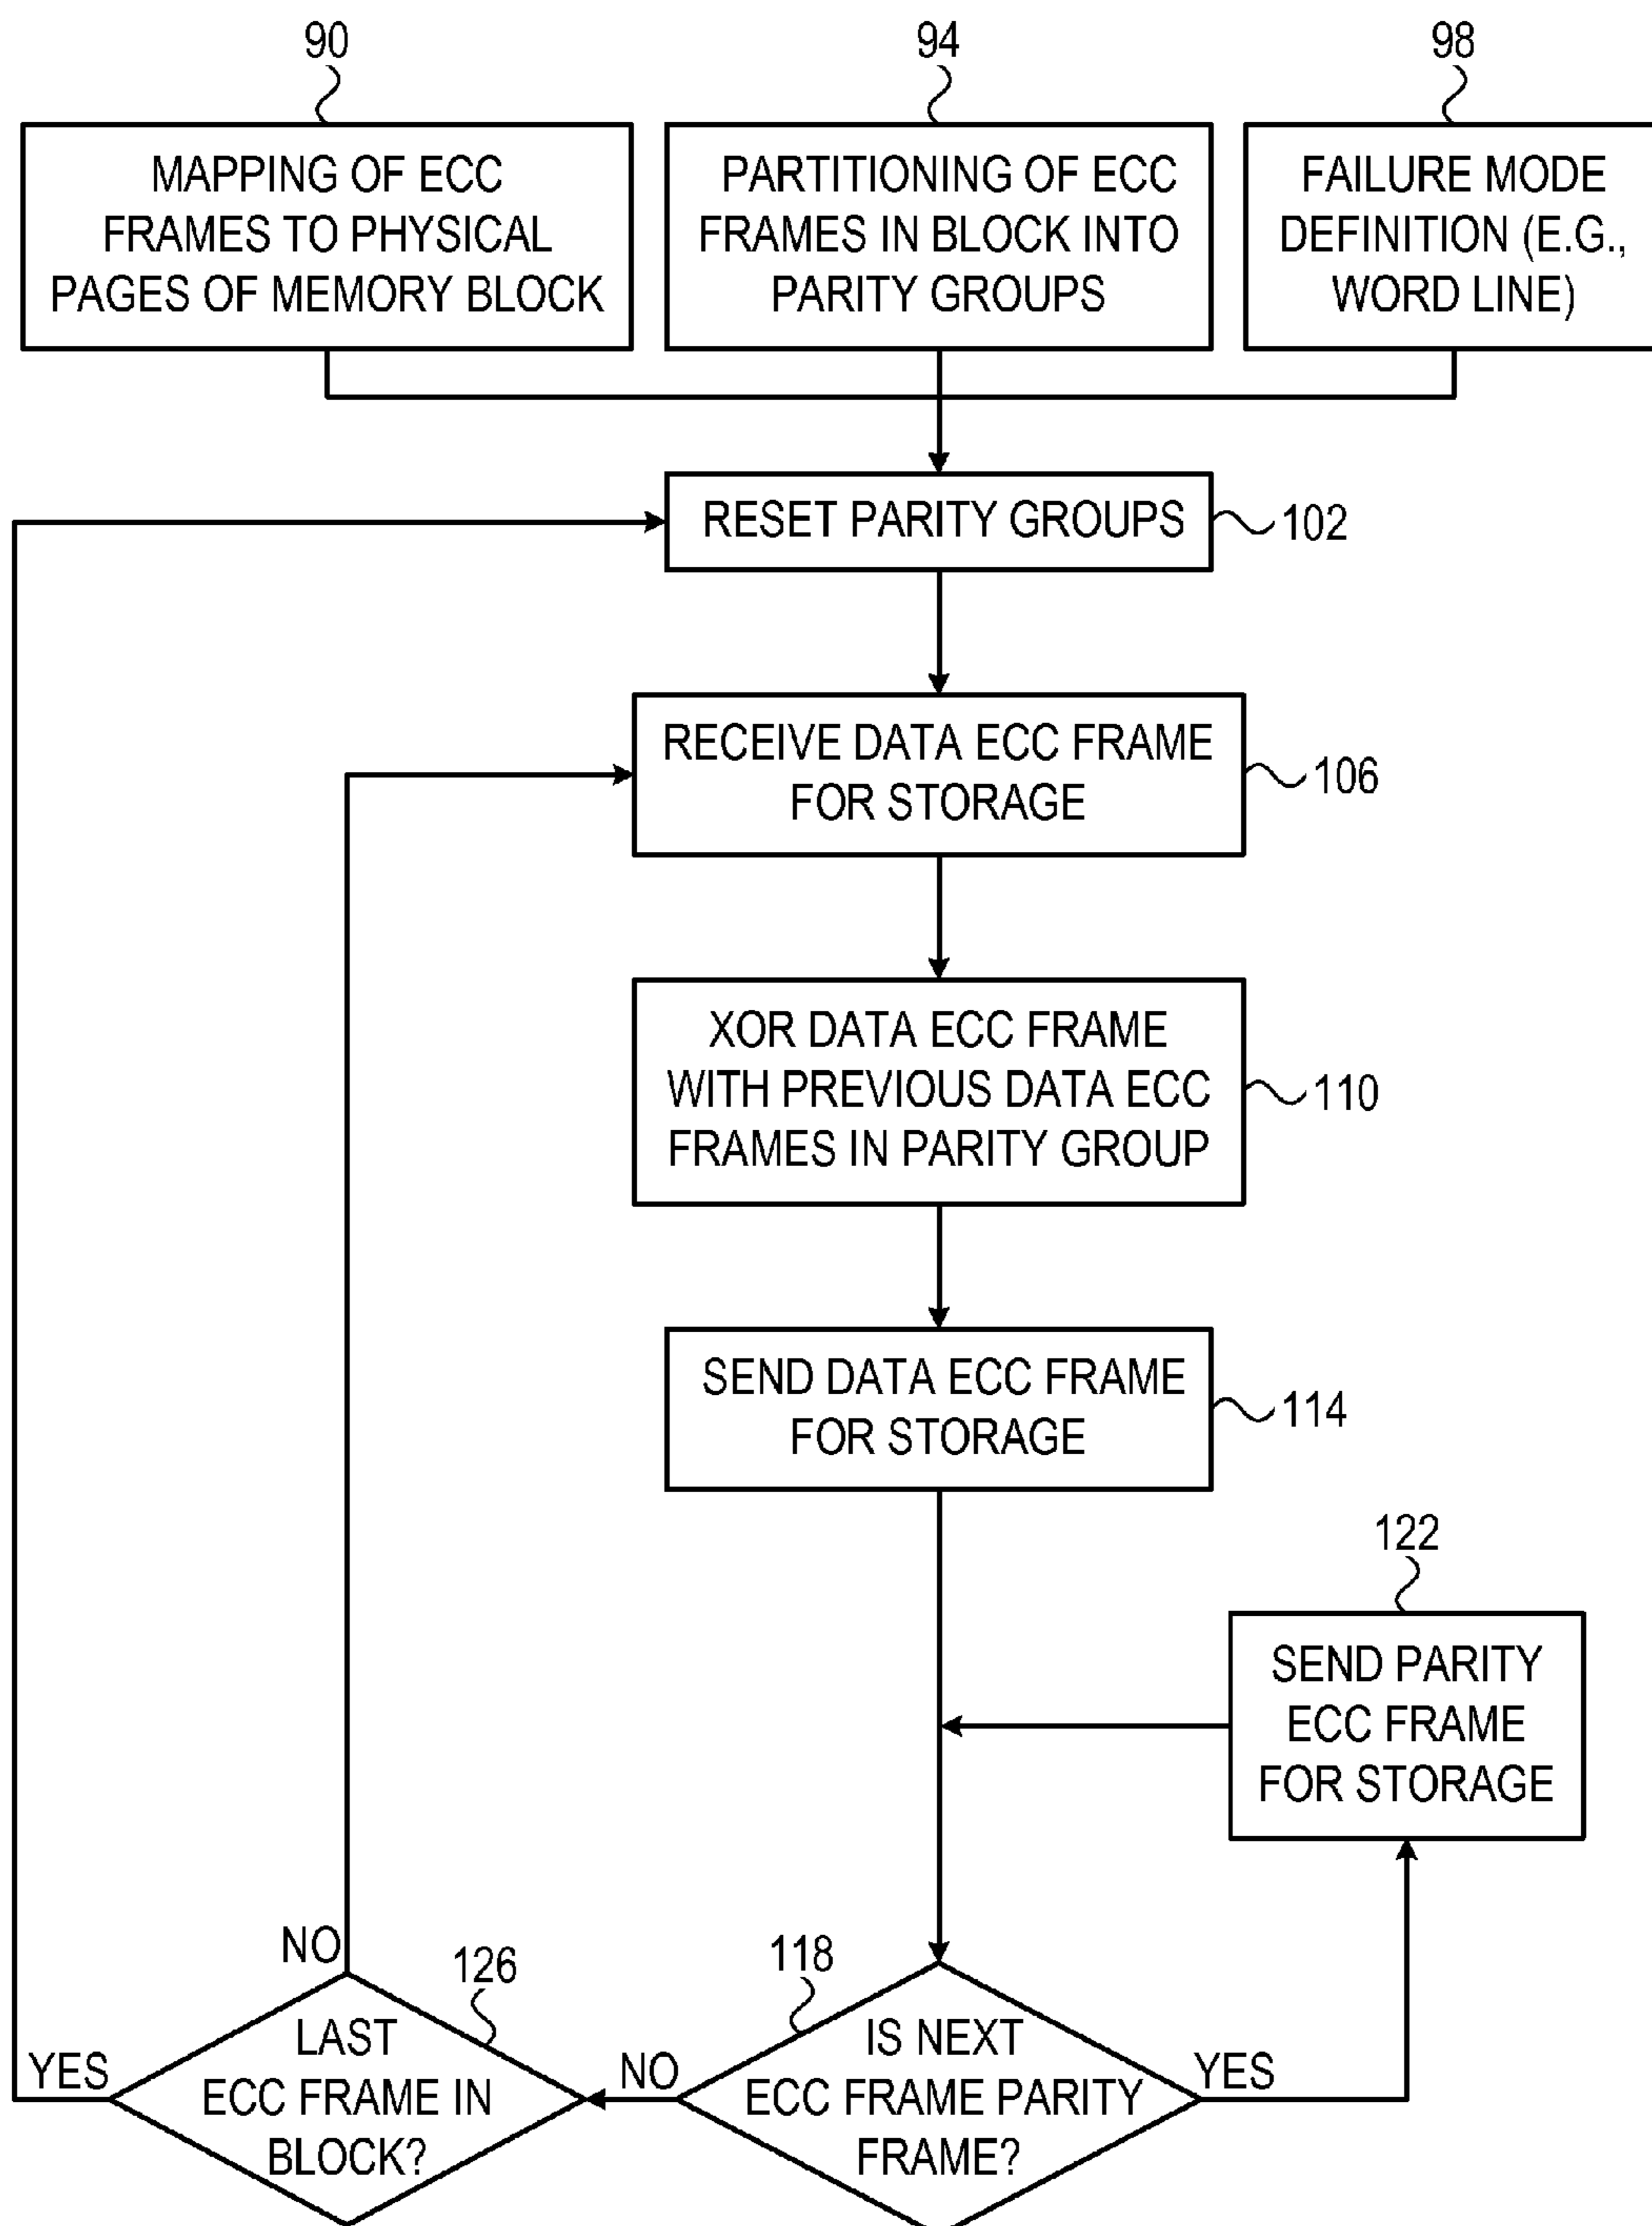 90
94
98
MAPPING OF ECC
FRAMES TO PHYSICAL
PAGES OF MEMORY BLOCK
PARTITIONING OF ECC
FRAMES IN BLOCK INTO
PARITY GROUPS
FAILURE MODE
DEFINITION (E.G.,
WORD LINE)
RESET PARITY GROUPS
102
RECEIVE DATA ECC FRAME
FOR STORAGE
106
XOR DATA ECC FRAME
WITH PREVIOUS DATA ECC
FRAMES IN PARITY GROUP
110
SEND DATA ECC FRAME
FOR STORAGE
114
122
SEND PARITY
ECC FRAME
FOR STORAGE
118
IS NEXT
ECC FRAME PARITY
FRAME?
YES
NO
126
LAST
ECC FRAME IN
BLOCK?
NO
YES